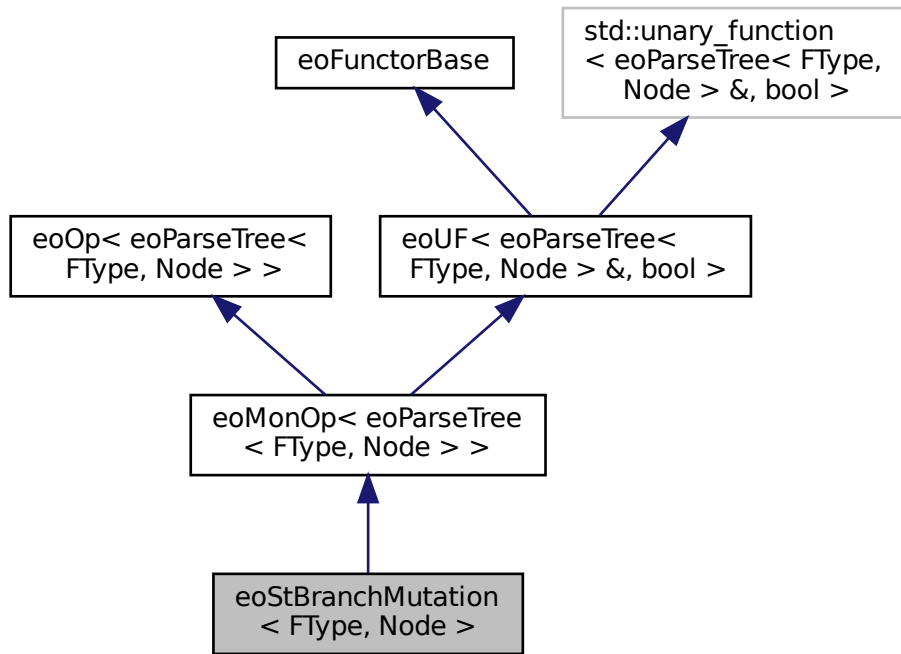 std::unary_function
< eoParseTree< FType,
Node > &, bool >
eoFunctorBase
eoOp< eoParseTree<
FType, Node > >
eoUF< eoParseTree<
FType, Node > &, bool >
eoMonOp< eoParseTree
< FType, Node > >
eoStBranchMutation
< FType, Node >